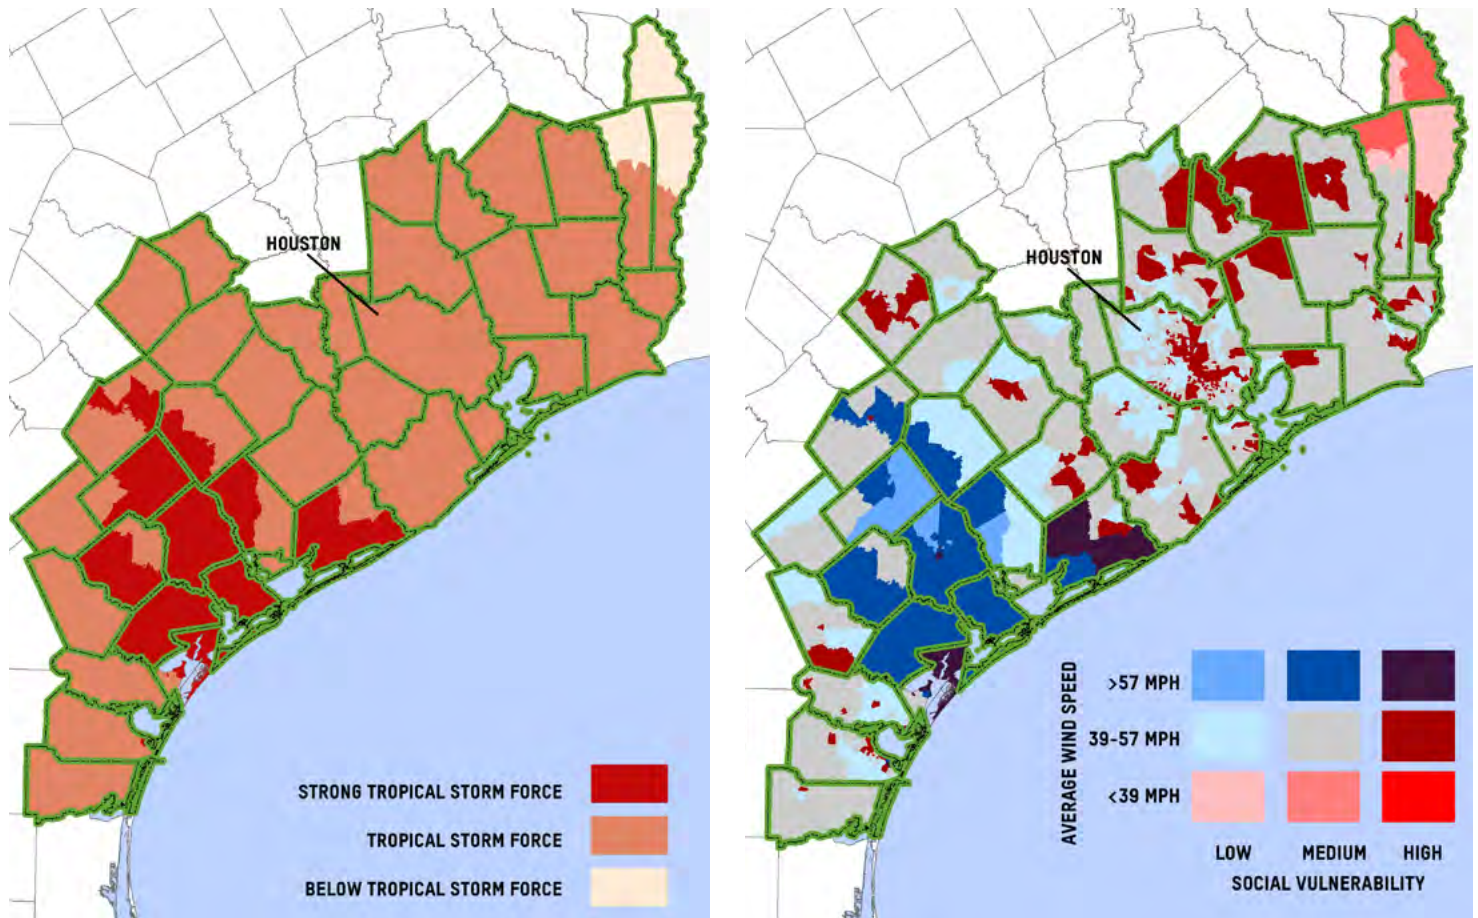 HOUSTON
STRONG TROPICAL STORM FORCE
TROPICAL STORM FORCE
BELOW TROPICAL STORM FORCE
HOUSTON
AVERAGE WIND SPEED
>57 MPH
39-57 MPH
<39 MPH
LOW MEDIUM HIGH
SOCIAL VULNERABILITY